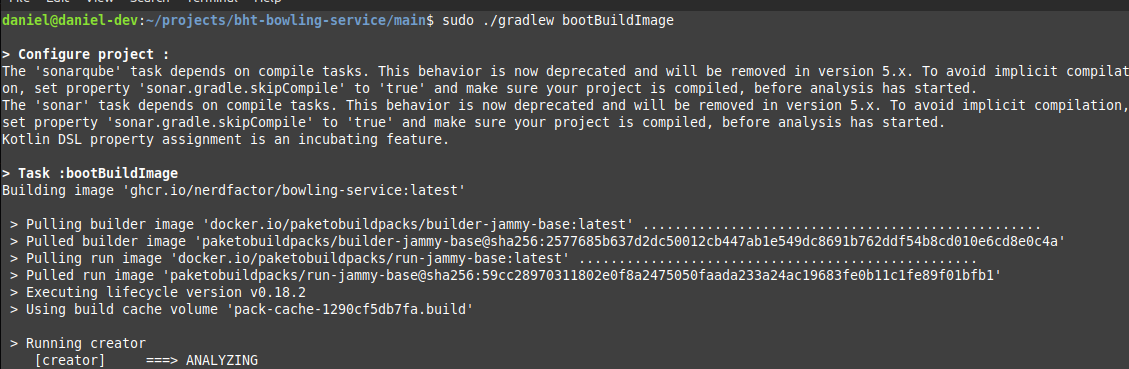 daniel@daniel-dev:~/projects/bht-bowling-service/main$ sudo ./gradlew bootBuildImage
> Configure project :
The 'sonarqube' task depends on compile tasks. This behavior is now deprecated and will be removed in version 5.x. To avoid implicit compilat
on, set property 'sonar.gradle.skipCompile' to 'true' and make sure your project is compiled, before analysis has started.
The 'sonar' task depends on compile tasks. This behavior is now deprecated and will be removed in version 5.x. To avoid implicit compilation,
set property 'sonar.gradle.skipCompile' to 'true' and make sure your project is compiled, before analysis has started.
Kotlin DSL property assignment is an incubating feature.
> Task :bootBuildImage
Building image 'ghcr.io/nerdfactor/bowling-service:latest'
> Pulling builder image 'docker.io/paketobuildpacks/builder-jammy-base:latest' ..................................................
> Pulled builder image 'paketobuildpacks/builder-jammy-base@sha256:2577685b637d2dc50012cb447ab1e549dc8691b762ddf54b8cd010e6cd8e0c4a'
> Pulling run image 'docker.io/paketobuildpacks/run-jammy-base:latest' ..................................................
> Pulled run image 'paketobuildpacks/run-jammy-base@sha256:59cc28970311802e0f8a2475050faada233a24ac19683fe0b11c1fe89f01bfb1'
> Executing lifecycle version v0.18.2
> Using build cache volume 'pack-cache-1290cf5db7fa.build'
> Running creator
[creator]     ===> ANALYZING